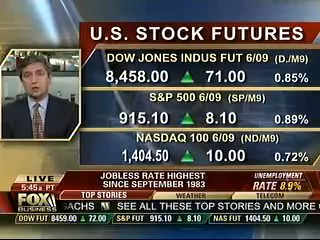 U.S. STOCK FUTURES
DOW JONES INDUS FUT 6/09 (D./M9)
8,458.00 ▲ 71.00 0.85%
S&P 500 6/09 (SP/M9)
915.10 ▲ 8.10 0.89%
NASDAQ 100 6/09 (ND/M9)
1,404.50 ▲ 10.00 0.72%
LIVE
5:45a PT
JOBLESS RATE HIGHEST
SINCE SEPTEMBER 1983
UNEMPLOYMENT
RATE 8.9%
TOP STORIES WEATHER TELECOM
FOX
BUSINESS
NEWS SEE ALL THESE TOP STORIES AND MORE O
DOW FUT 8459.00 ▲ 72.00 S&P FUT 915.10 ▲ 8.10 NAS FUT 1404.50 ▲ 10.00